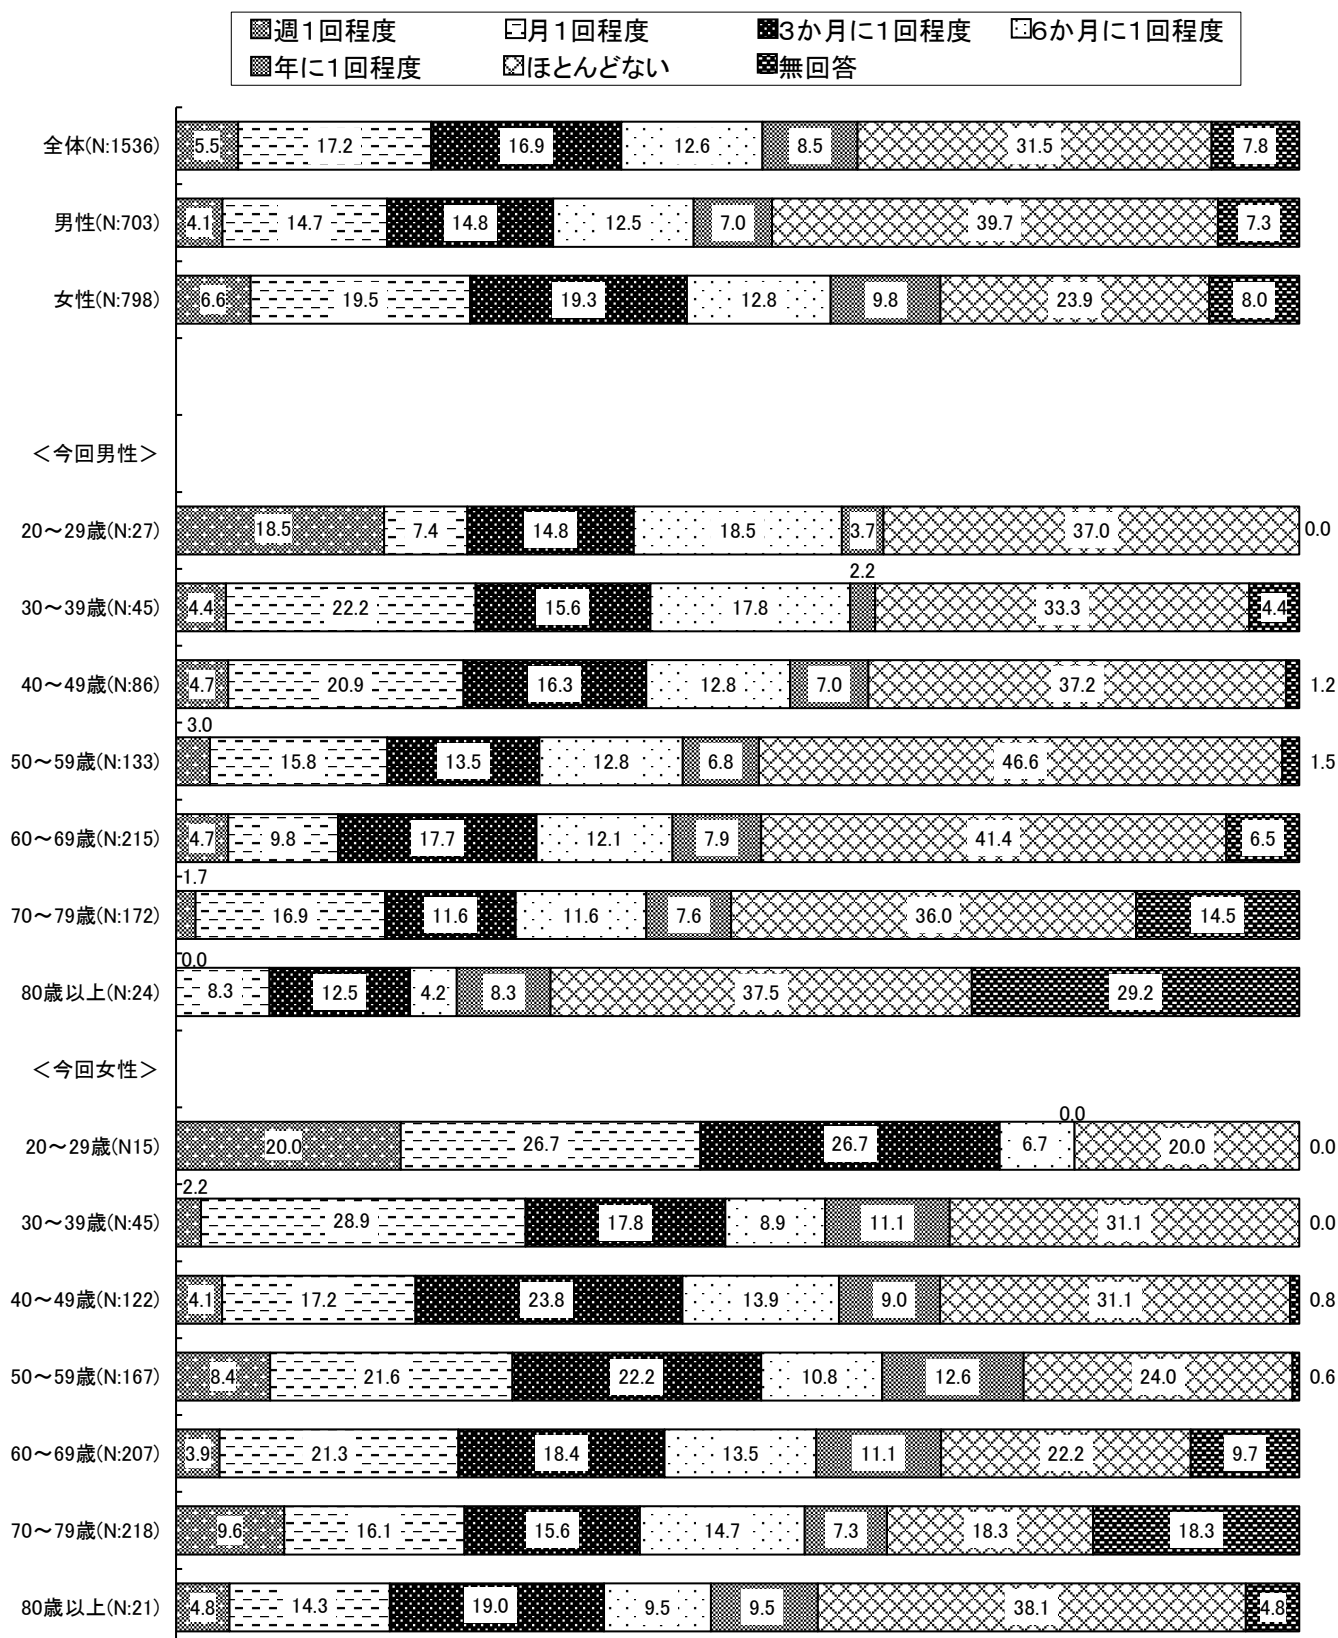 週１回程度 月１回程度 ３か月に１回程度 ６か月に１回程度
年に１回程度 ほとんどない 無回答
全体(N:1536) 5.5 17.2 16.9 12.6 8.5 31.5 7.8
男性(N:703) 4.1 14.7 14.8 12.5 7.0 39.7 7.3
女性(N:798) 6.6 19.5 19.3 12.8 9.8 23.9 8.0
＜今回男性＞
20～29歳(N:27) 18.5 7.4 14.8 18.5 3.7 37.0 0.0
2.2
30～39歳(N:45) 4.4 22.2 15.6 17.8 33.3 4.4
40～49歳(N:86) 4.7 20.9 16.3 12.8 7.0 37.2 1.2
3.0
50～59歳(N:133) 15.8 13.5 12.8 6.8 46.6 1.5
60～69歳(N:215) 4.7 9.8 17.7 12.1 7.9 41.4 6.5
1.7
70～79歳(N:172) 16.9 11.6 11.6 7.6 36.0 14.5
0.0
80歳以上(N:24) 8.3 12.5 4.2 8.3 37.5 29.2
＜今回女性＞
0.0
20～29歳(N15) 20.0 26.7 26.7 6.7 20.0 0.0
2.2
30～39歳(N:45) 28.9 17.8 8.9 11.1 31.1 0.0
40～49歳(N:122) 4.1 17.2 23.8 13.9 9.0 31.1 0.8
50～59歳(N:167) 8.4 21.6 22.2 10.8 12.6 24.0 0.6
60～69歳(N:207) 3.9 21.3 18.4 13.5 11.1 22.2 9.7
70～79歳(N:218) 9.6 16.1 15.6 14.7 7.3 18.3 18.3
80歳以上(N:21) 4.8 14.3 19.0 9.5 9.5 38.1 4.8